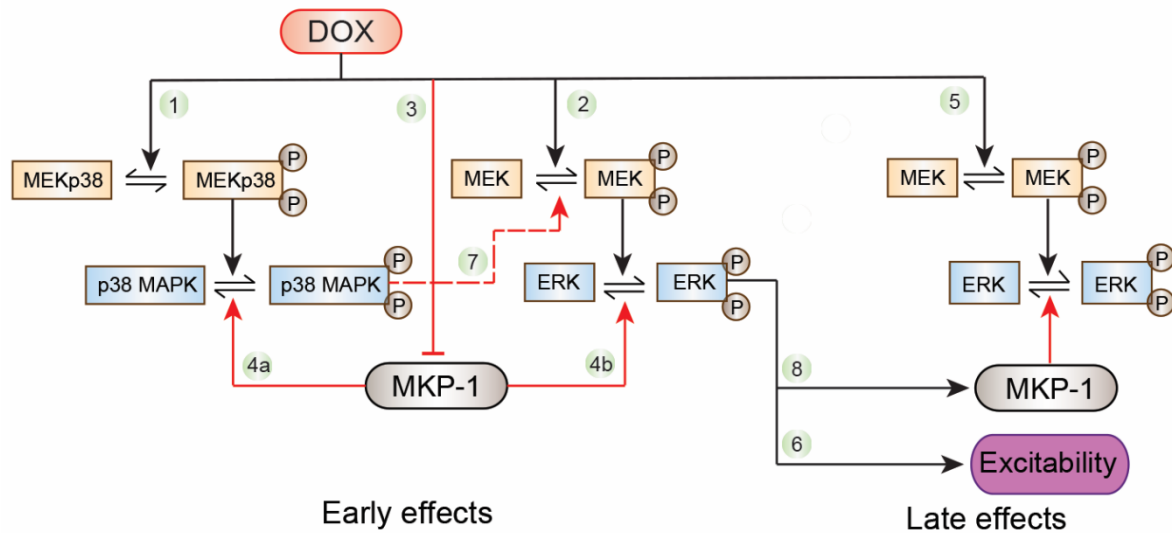 DOX
1
3
2
5
MEKp38
MEKp38
P
P
MEK
MEK
P
P
MEK
MEK
P
P
p38 MAPK
p38 MAPK
P
P
7
ERK
ERK
P
P
ERK
ERK
P
P
4a
MKP-1
4b
8
MKP-1
6
Excitability
Early effects
Late effects